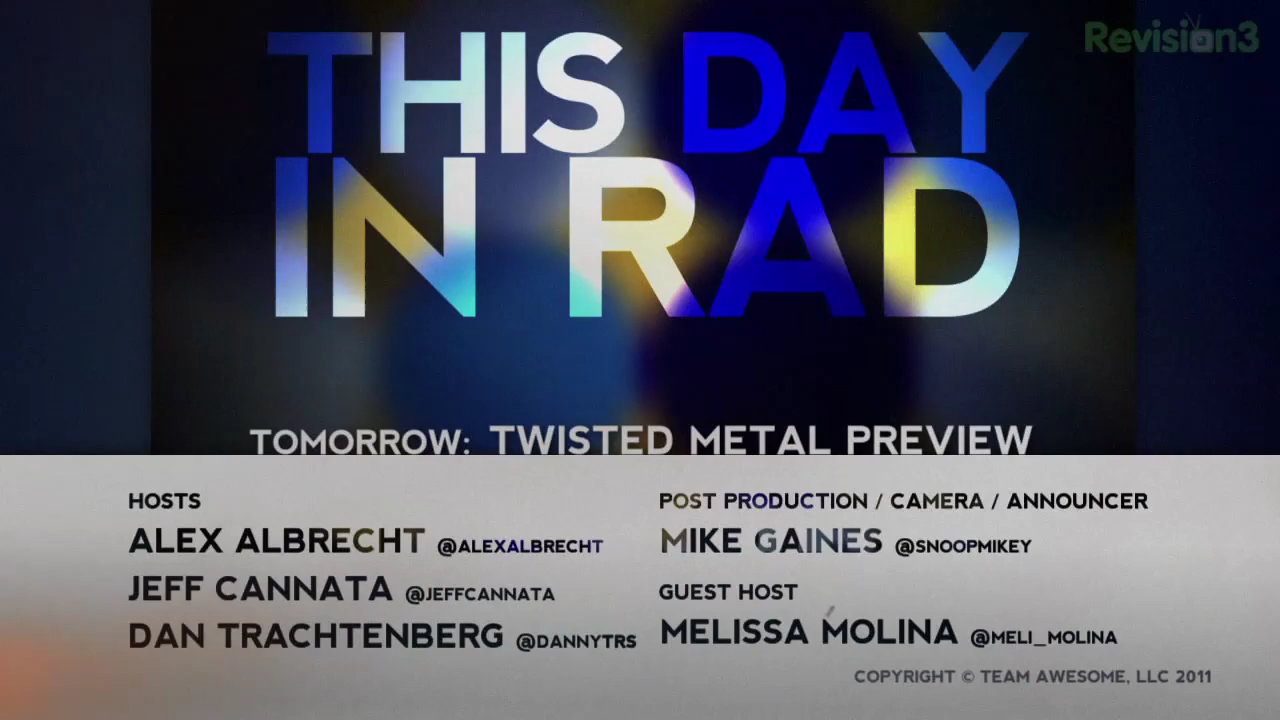 Revision3
THIS DAY
IN RAD
TOMORROW: TWISTED METAL PREVIEW
HOSTS
ALEX ALBRECHT @ALEXALBRECHT
JEFF CANNATA @JEFFCANNATA
DAN TRACHTENBERG @DANNYTRS
POST PRODUCTION / CAMERA / ANNOUNCER
MIKE GAINES @SNOOPMIKEY
GUEST HOST
MELISSA MOLINA @MELI_MOLINA
COPYRIGHT © TEAM AWESOME, LLC 2011